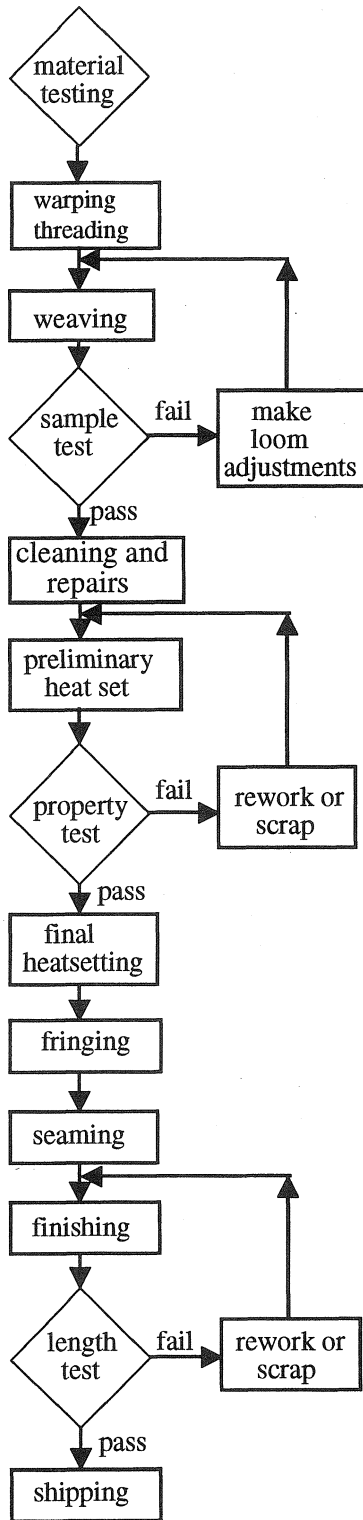 material
testing
warping
threading
weaving
sample
test
fail
make
loom
adjustments
pass
cleaning and
repairs
preliminary
heat set
property
test
fail
rework or
scrap
pass
final
heatsetting
fringing
seaming
finishing
length
test
fail
rework or
scrap
pass
shipping